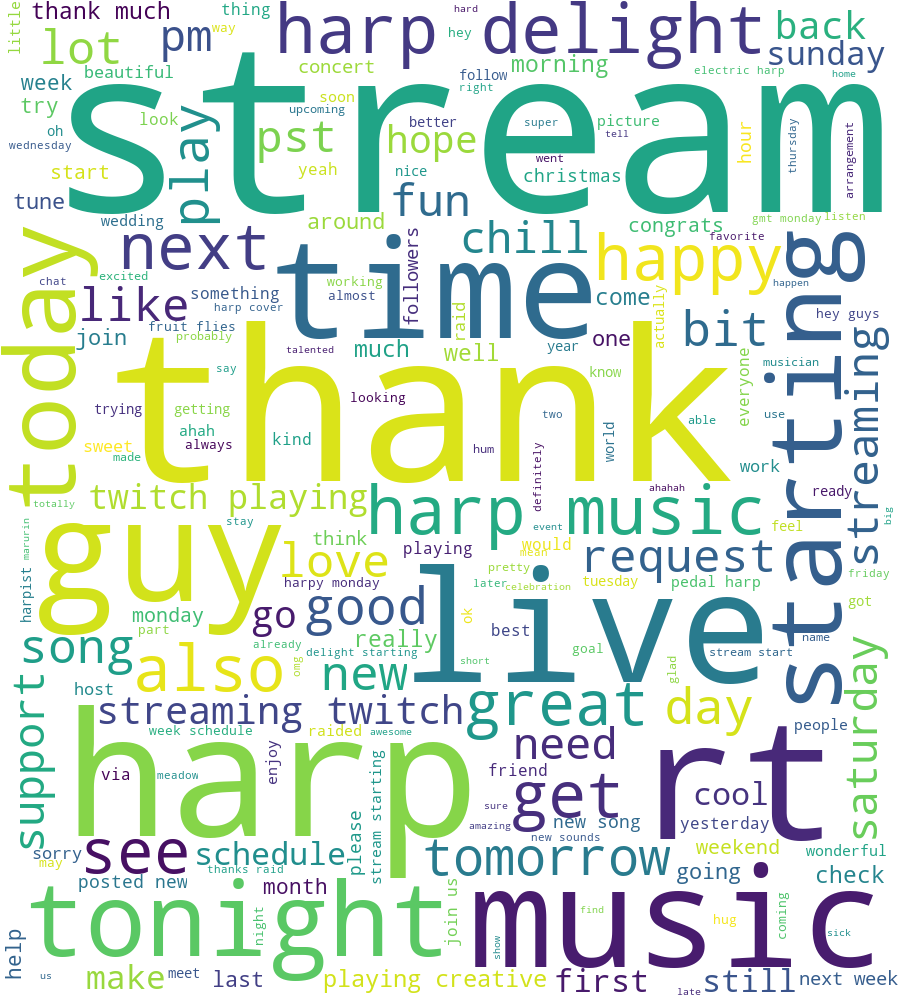 thank much
thing
little
way
hard
hey
harp delight
back
lot
pm
sunday
beautiful
week
concert
follow
morning
electric harp
home
right
stream
try
look
soon
upcoming
better
super
picture
tell
hour
thursday
arrangement
oh
wednesday
play
pst
hope
went
yeah
nice
christmas
start
tune
fun
wedding
around
congrats
gmt monday
listen
next
chill
favorite
happy
today
time
followers
starting
chat
excited
something
working
almost
harp cover
come
happen
like
raid
actually
hey guys
join
fruit flies
probably
much
well
year
one
bit
streaming
talented
everyone
musician
say
thank
know
looking
trying
getting
two
able
use
ahah
always
sweet
kind
hum
world
made
work
definitely
ahahah
ready
twitch playing
harp music
totally
stay
event
feel
big
marurin
guy
think
would
request
love
playing
mean
pretty
harpist
harpy monday
later
celebration
tuesday
pedal harp
friday
live
monday
go
good
ok
got
part
best
name
song
really
already
delight starting
goal
stream start
also
omg
new
short
glad
support
host
streaming twitch
great
day
saturday
people
week schedule
raided
awesome
need
harp
rt
enjoy
via
meadow
friend
get
cool
stream starting
sure
please
amazing
new song
yesterday
see
sorry
schedule
new sounds
tomorrow
weekend
wonderful
may
thanks raid
going
check
posted new
month
tonight
night
join us
music
find
hug
coming
sick
help
show
us
make
meet
last
playing creative
first
late
still
next week